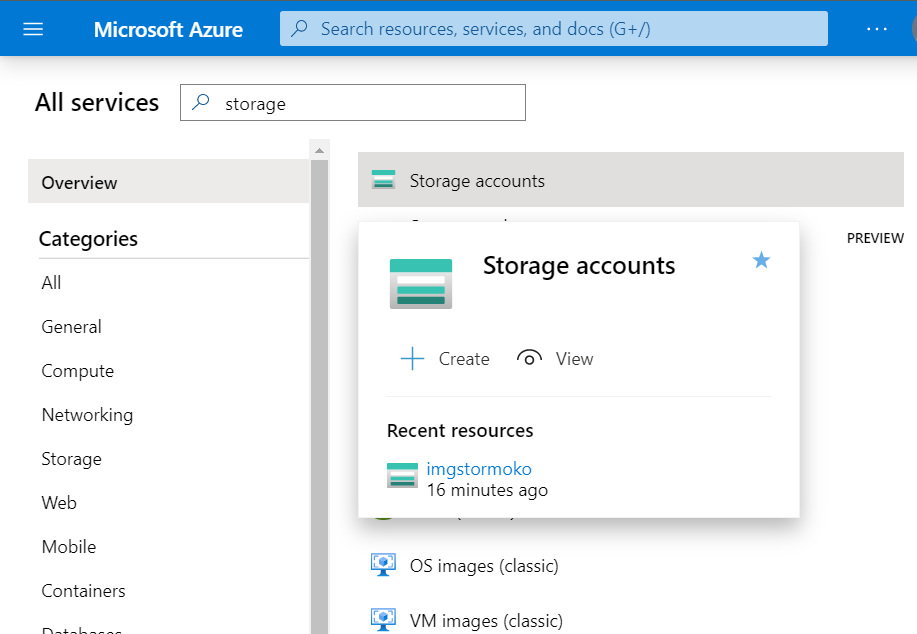 Microsoft Azure
Search resources, services, and docs (G+/)
All services
storage
Overview
Categories
All
General
Compute
Networking
Storage
Web
Mobile
Containers
Databases
Storage accounts
PREVIEW
Storage accounts
Create
View
Recent resources
imgstormoko
16 minutes ago
OS images (classic)
VM images (classic)